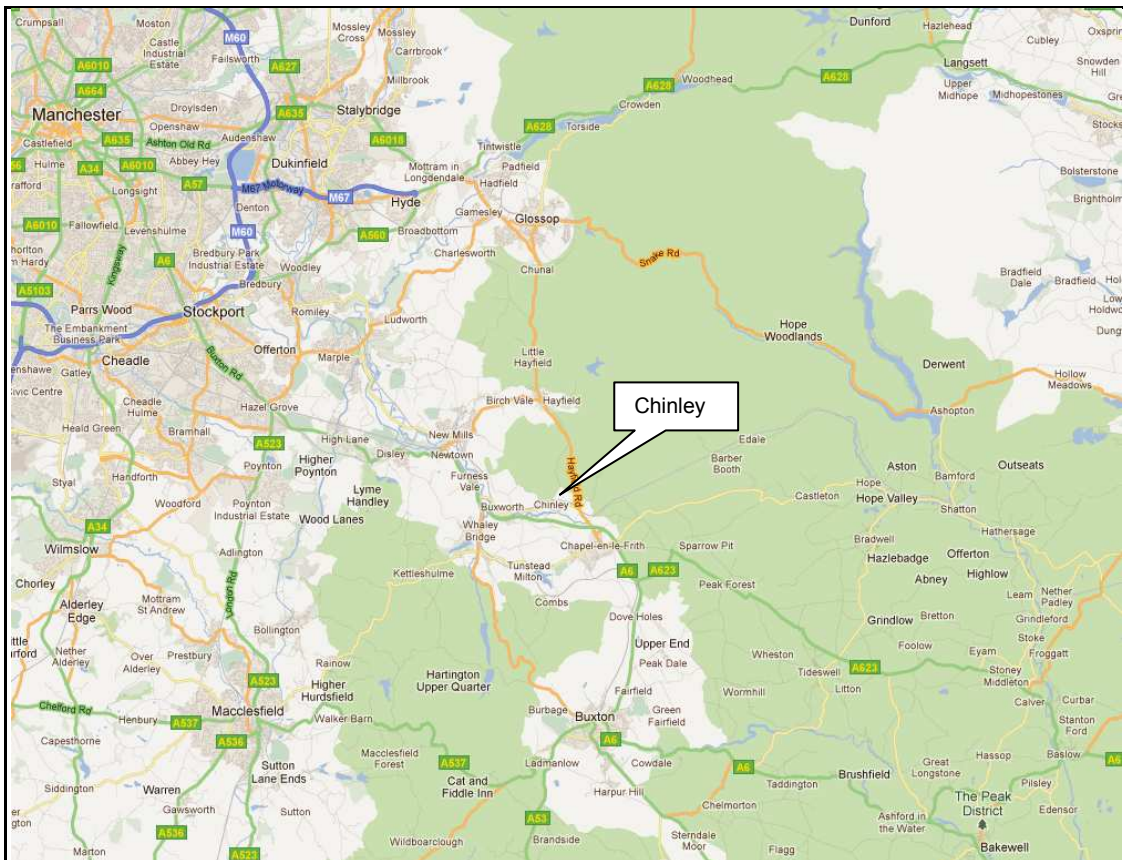 Crumpsall
Moston
Castle
Industrial
Estate
M60
Failsworth
A627
Mossley
Cross
Mossley
Carrbrook
Millbrook
A6010
A664
Manchester
Droylsden
Openshaw
Ashton Old Rd
Audenshaw
A635
Stalybridge
Dukinfield
A6018
Castlefield
A635
Hulme
A34
A6010
Abbey Hey
Longsight
A57
M67 Motorway
M67
Denton
Hyde
Mottram in
Longdendale
Tintwistle
Padfield
Hadfield
A628
Torside
Crowden
A628
Woodhead
A628
Dunford
Hazlehead
Cubley
Oxspring
Langsett
Snowden
Hill
Upper
Midhope
Midhopestones
Bolsterstone
A6010
Fallowfield
Levenshulme
Kingsway
A6
M60
Bredbury Park
Industrial Estate
A560
Woodley
Broadbottom
Gamesley
Charlesworth
Glossop
Chunal
Snake Rd
Bradfield
Dale
Bradfield
A5103
Parrs Wood
The Embankment
Business Park
Stockport
Bredbury
Romiley
Ludworth
Cheadle
Gatley
Offerton
Marple
Buxton Rd
Little
Hayfield
Hope
Woodlands
Derwent
Hollow
Meadows
Civic Centre
Cheadle
Hulme
Heald Green
Bramhall
Hazel Grove
A523
Poynton
High Lane
Higher
Poynton
Disley
New Mills
Newtown
Birch Vale
Hayfield
Chinley
Ashopton
Edale
Barber
Booth
Aston
Bamford
Outseats
Styal
Handforth
Woodford
Poynton
Industrial Estate
Wood Lanes
Lyme
Handley
Furness
Vale
Buxworth
Chinley
Hayfield Rd
Castleton
Hope
Hope Valley
Shatton
Hathersage
A34
Wilmslow
Adlington
Whaley
Bridge
Chapel-en-le-Frith
Sparrow Pit
Bradwell
Hazlebadge
Offerton
Abney
Highlow
Chorley
Alderley
Edge
Mottram
St Andrew
London Rd
Kettleshulme
Tunstead
Milton
Combs
A6
A623
Peak Forest
Dove Holes
Grindlow
Bretton
Leam
Nether
Padley
Grindleford
Nether
Alderley
Over
Alderley
Prestbury
Bollington
Rainow
Upper End
Peak Dale
Wheston
Tideswell
Foolow
Eyam
Stoke
Froggatt
Stoney
Middleton
A623
Litton
Chelford Rd
Henbury
A537
A523
Macclesfield
Higher
Hurdsfield
Walker Barn
Hartington
Upper Quarter
Fairfield
Green
Fairfield
Wormhill
Calver
Curbar
Stanton
Ford
Capesthorne
A536
Sutton
Lane Ends
Macclesfield
Forest
A537
Burbage
Buxton
A6
Ladmanlow
Cowdale
A6
Taddington
Brushfield
Great
Longstone
Hassop
Baslow
Siddington
Warren
Gawsworth
Sutton
Cat and
Fiddle Inn
Harpur Hill
Chelmorton
The Peak
District
Pilsley
Edensor
Marton
A536
A523
Wildboarclough
A53
Brandside
Sterndale
Moor
Flagg
Ashford in
the Water
Bakewell